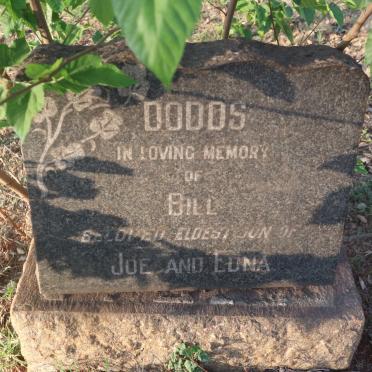 DODDS
IN LOVING MEMORY
OF
BILL
BELOVED ELDEST SON OF
JOE AND EDNA